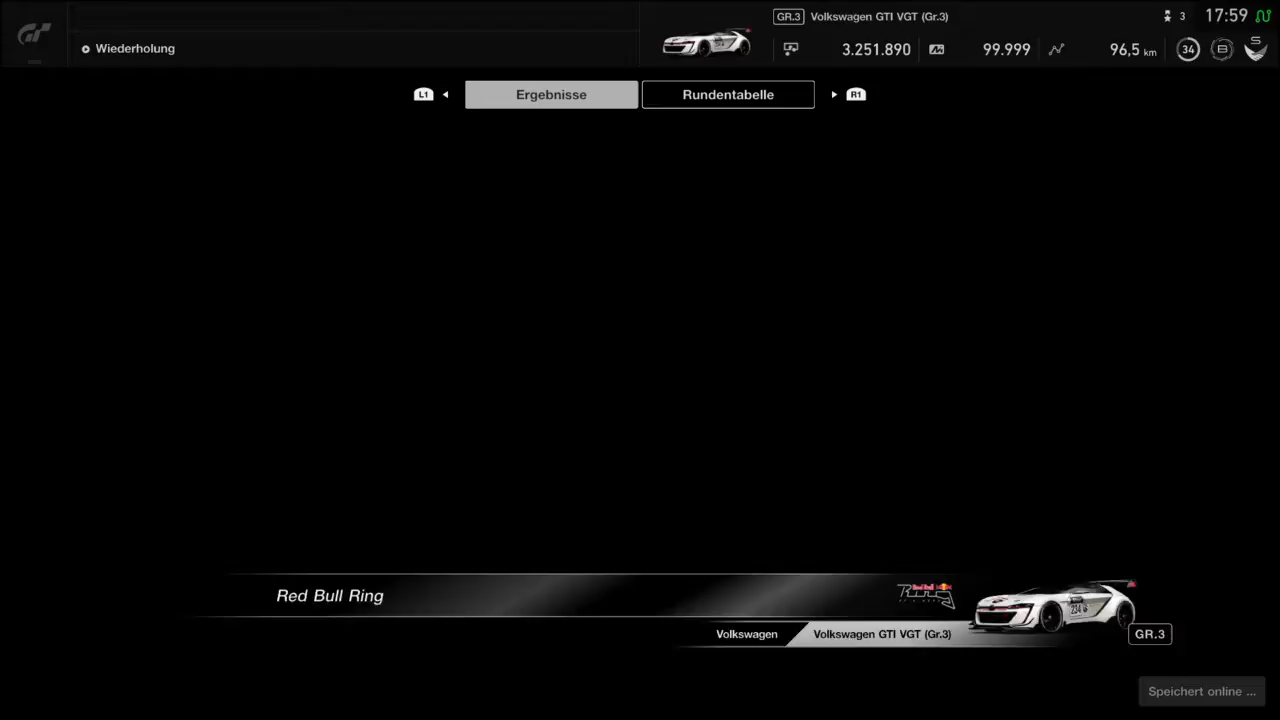 GR.3 Volkswagen GTI VGT (Gr.3)
3 17:59
Wiederholung
3.251.890 99.999 96,5 km 34 B S
L1 Ergebnisse Rundentabelle R1
Red Bull Ring
Volkswagen Volkswagen GTI VGT (Gr.3)
234
GR.3
Speichert online ...